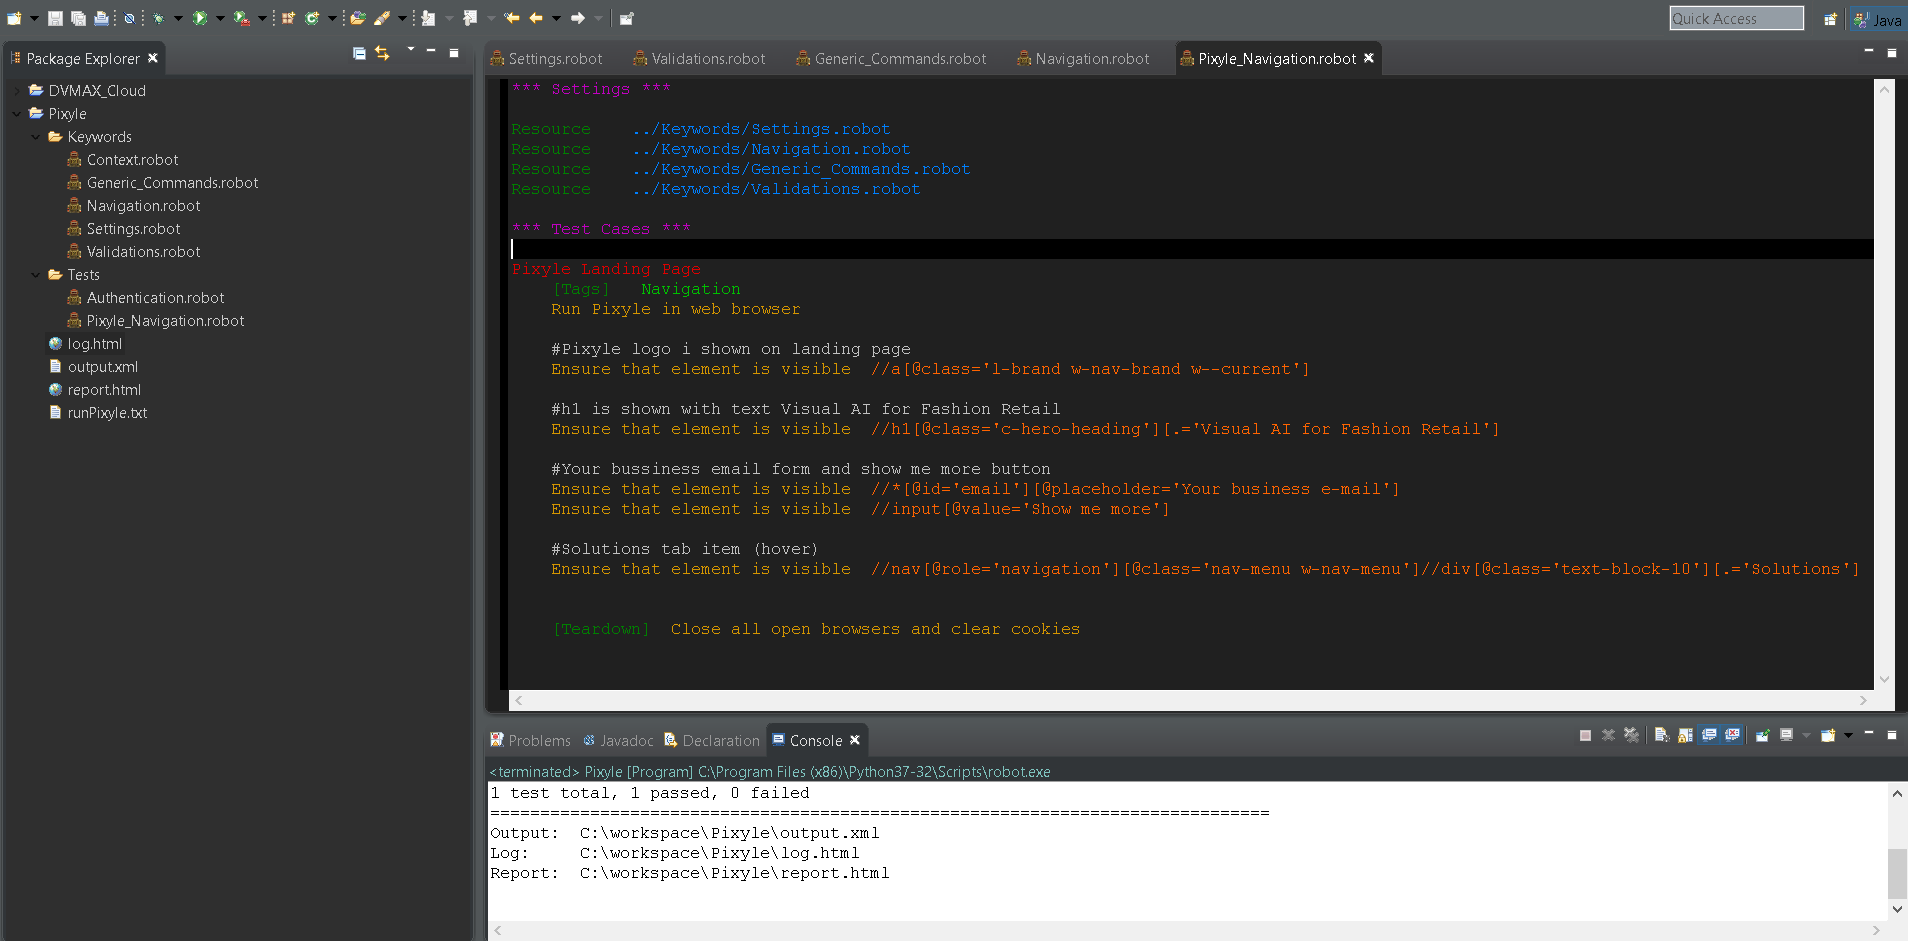 Quick Access
Java
Package Explorer
DVMAX_Cloud
Pixyle
Keywords
Context.robot
Generic_Commands.robot
Navigation.robot
Settings.robot
Validations.robot
Tests
Authentication.robot
Pixyle_Navigation.robot
log.html
output.xml
report.html
runPixyle.txt
Settings.robot Validations.robot Generic_Commands.robot Navigation.robot Pixyle_Navigation.robot
*** Settings ***
Resource    ../Keywords/Settings.robot
Resource    ../Keywords/Navigation.robot
Resource    ../Keywords/Generic_Commands.robot
Resource    ../Keywords/Validations.robot
*** Test Cases ***
Pixyle Landing Page
[Tags]   Navigation
Run Pixyle in web browser
#Pixyle logo i shown on landing page
Ensure that element is visible  //a[@class='l-brand w-nav-brand w--current']
#h1 is shown with text Visual AI for Fashion Retail
Ensure that element is visible  //h1[@class='c-hero-heading'][.='Visual AI for Fashion Retail']
#Your bussiness email form and show me more button
Ensure that element is visible  //*[@id='email'][@placeholder='Your business e-mail']
Ensure that element is visible  //input[@value='Show me more']
#Solutions tab item (hover)
Ensure that element is visible  //nav[@role='navigation'][@class='nav-menu w-nav-menu']//div[@class='text-block-10'][.='Solutions']
[Teardown]  Close all open browsers and clear cookies
Problems Javadoc Declaration Console
<terminated> Pixyle [Program] C:\Program Files (x86)\Python37-32\Scripts\robot.exe
1 test total, 1 passed, 0 failed
==============================================================================
Output:  C:\workspace\Pixyle\output.xml
Log:     C:\workspace\Pixyle\log.html
Report:  C:\workspace\Pixyle\report.html